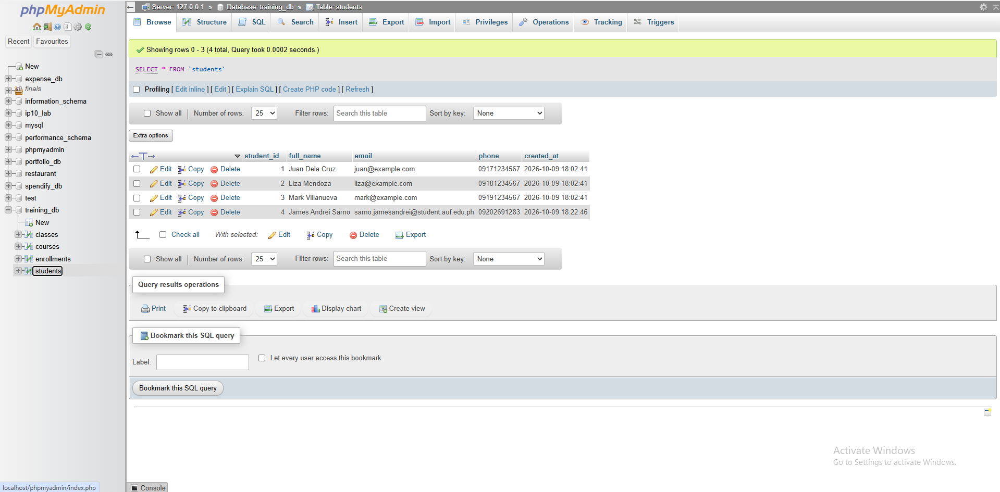 phpMyAdmin
Recent Favourites
New
expense_db
finals
information_schema
ip10_lab
mysql
performance_schema
phpmyadmin
portfolio_db
restaurant
spendify_db
test
training_db
New
classes
courses
enrollments
students
localhost/phpmyadmin/index.php
Server: 127.0.0.1 » Database: training_db » Table: students
Browse Structure SQL Search Insert Export Import Privileges Operations Tracking Triggers
Showing rows 0 - 3 (4 total, Query took 0.0002 seconds.)
SELECT * FROM `students`
Profiling [ Edit inline ] [ Edit ] [ Explain SQL ] [ Create PHP code ] [ Refresh ]
Show all Number of rows: 25 Filter rows: Search this table Sort by key: None
Extra options
student_id full_name email phone created_at
Edit Copy Delete 1 Juan Dela Cruz juan@example.com 09171234567 2026-10-09 18:02:41
Edit Copy Delete 2 Liza Mendoza liza@example.com 09181234567 2026-10-09 18:02:41
Edit Copy Delete 3 Mark Villanueva mark@example.com 09191234567 2026-10-09 18:02:41
Edit Copy Delete 4 James Andrei Sarno sarno.jamesandrei@student.auf.edu.ph 09202691283 2026-10-09 18:22:46
Check all With selected: Edit Copy Delete Export
Show all Number of rows: 25 Filter rows: Search this table Sort by key: None
Query results operations
Print Copy to clipboard Export Display chart Create view
Bookmark this SQL query
Label: Let every user access this bookmark
Bookmark this SQL query
Activate Windows
Go to Settings to activate Windows.
Console